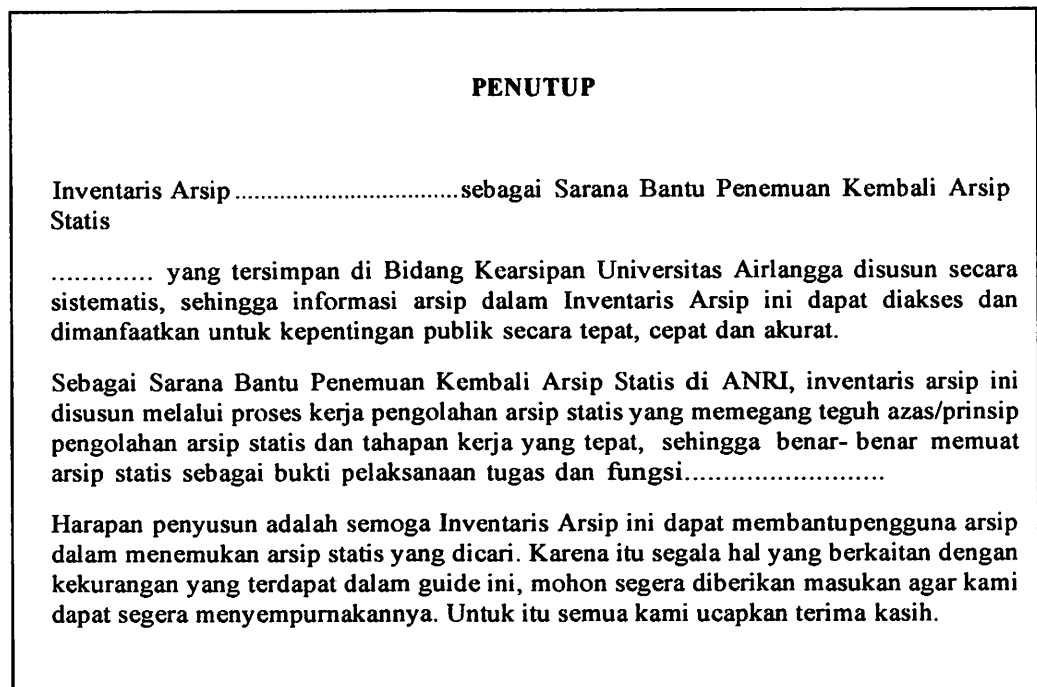 PENUTUP
Inventaris Arsip ..................................sebagai Sarana Bantu Penemuan Kembali Arsip
Statis
............. yang tersimpan di Bidang Kearsipan Universitas Airlangga disusun secara
sistematis, sehingga informasi arsip dalam Inventaris Arsip ini dapat diakses dan
dimanfaatkan untuk kepentingan publik secara tepat, cepat dan akurat.
Sebagai Sarana Bantu Penemuan Kembali Arsip Statis di ANRI, inventaris arsip ini
disusun melalui proses kerja pengolahan arsip statis yang memegang teguh azas/prinsip
pengolahan arsip statis dan tahapan kerja yang tepat, sehingga benar- benar memuat
arsip statis sebagai bukti pelaksanaan tugas dan fungsi..........................
Harapan penyusun adalah semoga Inventaris Arsip ini dapat membantupengguna arsip
dalam menemukan arsip statis yang dicari. Karena itu segala hal yang berkaitan dengan
kekurangan yang terdapat dalam guide ini, mohon segera diberikan masukan agar kami
dapat segera menyempurnakannya. Untuk itu semua kami ucapkan terima kasih.